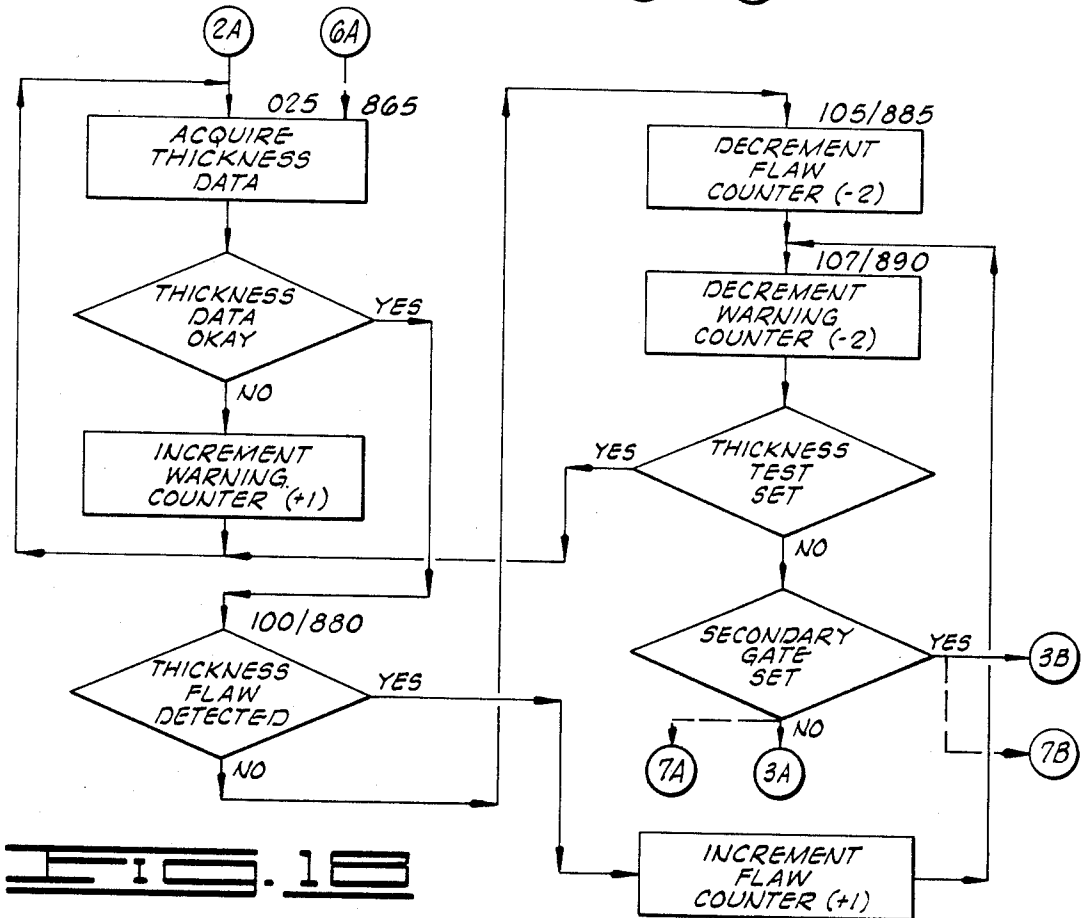 2A
6A
025
865
ACQUIRE
THICKNESS
DATA
THICKNESS
DATA
OKAY
YES
NO
INCREMENT
WARNING
COUNTER (+1)
100/880
THICKNESS
FLAW
DETECTED
YES
NO
105/885
DECREMENT
FLAW
COUNTER (-2)
107/890
DECREMENT
WARNING
COUNTER (-2)
YES
THICKNESS
TEST
SET
NO
SECONDARY
GATE
SET
YES
3B
NO
7A
3A
7B
INCREMENT
FLAW
COUNTER (+1)
FIG. 18